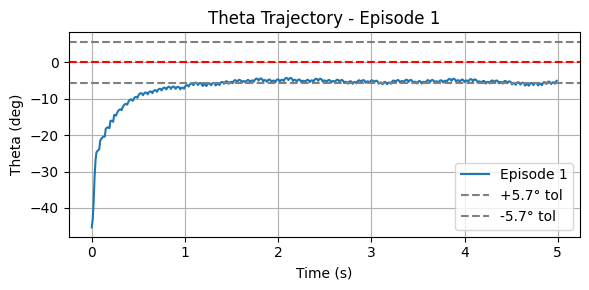 Theta Trajectory - Episode 1
Theta (deg)
0
−10
−20
−30
−40
Episode 1
+5.7° tol
-5.7° tol
0
1
2
3
4
5
Time (s)